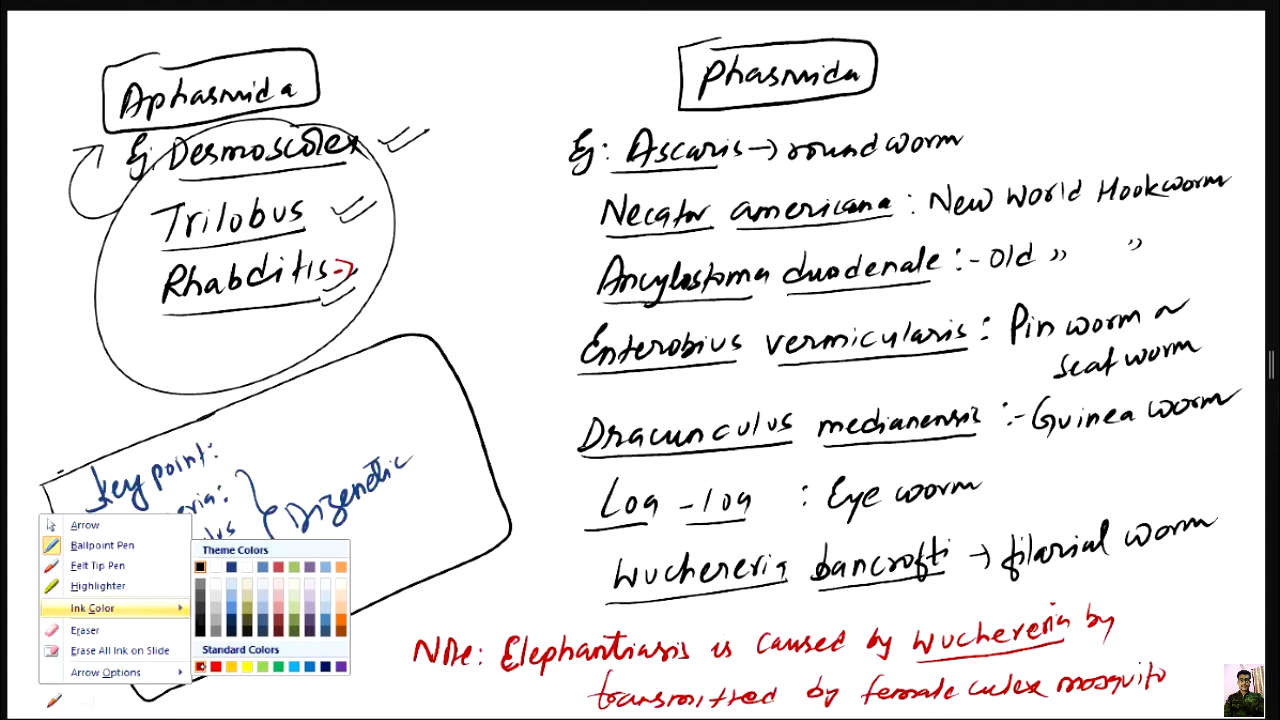 Aphasmida
Eg: Desmoscolex
Trilobus
Rhabditis →
Phasmida
Eg: Ascaris → roundworm
Necator americana : New World Hookworm
Ancylostoma duodenale :- Old " "
Enterobius vermicularis : Pin worm ~
Seat worm
Dracunculus medianensis :- Guinea worm
Loa - loa : Eye worm
Wuchereria bancrofti → filarial worm
Note: Elephantiasis is caused by Wuchereria by
transmitted by female culex mosquito
Key point:
Digenetic
Arrow
Ballpoint Pen
Felt Tip Pen
Highlighter
Ink Color
Eraser
Erase All Ink on Slide
Arrow Options
Theme Colors
Standard Colors